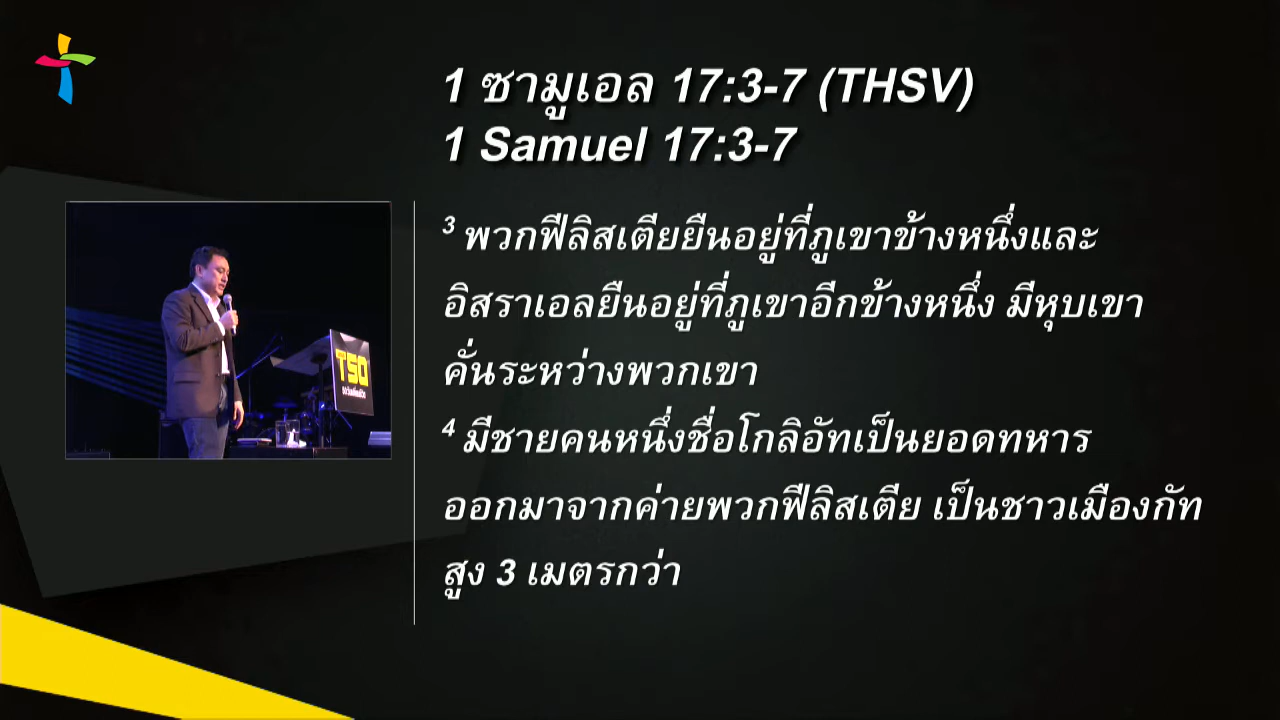 1 ซามูเอล 17:3-7 (THSV)
1 Samuel 17:3-7
3 พวกฟีลิสเตียยืนอยู่ที่ภูเขาข้างหนึ่งและ
อิสราเอลยืนอยู่ที่ภูเขาอีกข้างหนึ่ง มีหุบเขา
คั่นระหว่างพวกเขา
4 มีชายคนหนึ่งชื่อโกลิอัทเป็นยอดทหาร
ออกมาจากค่ายพวกฟีลิสเตีย เป็นชาวเมืองกัท
สูง 3 เมตรกว่า
TSO